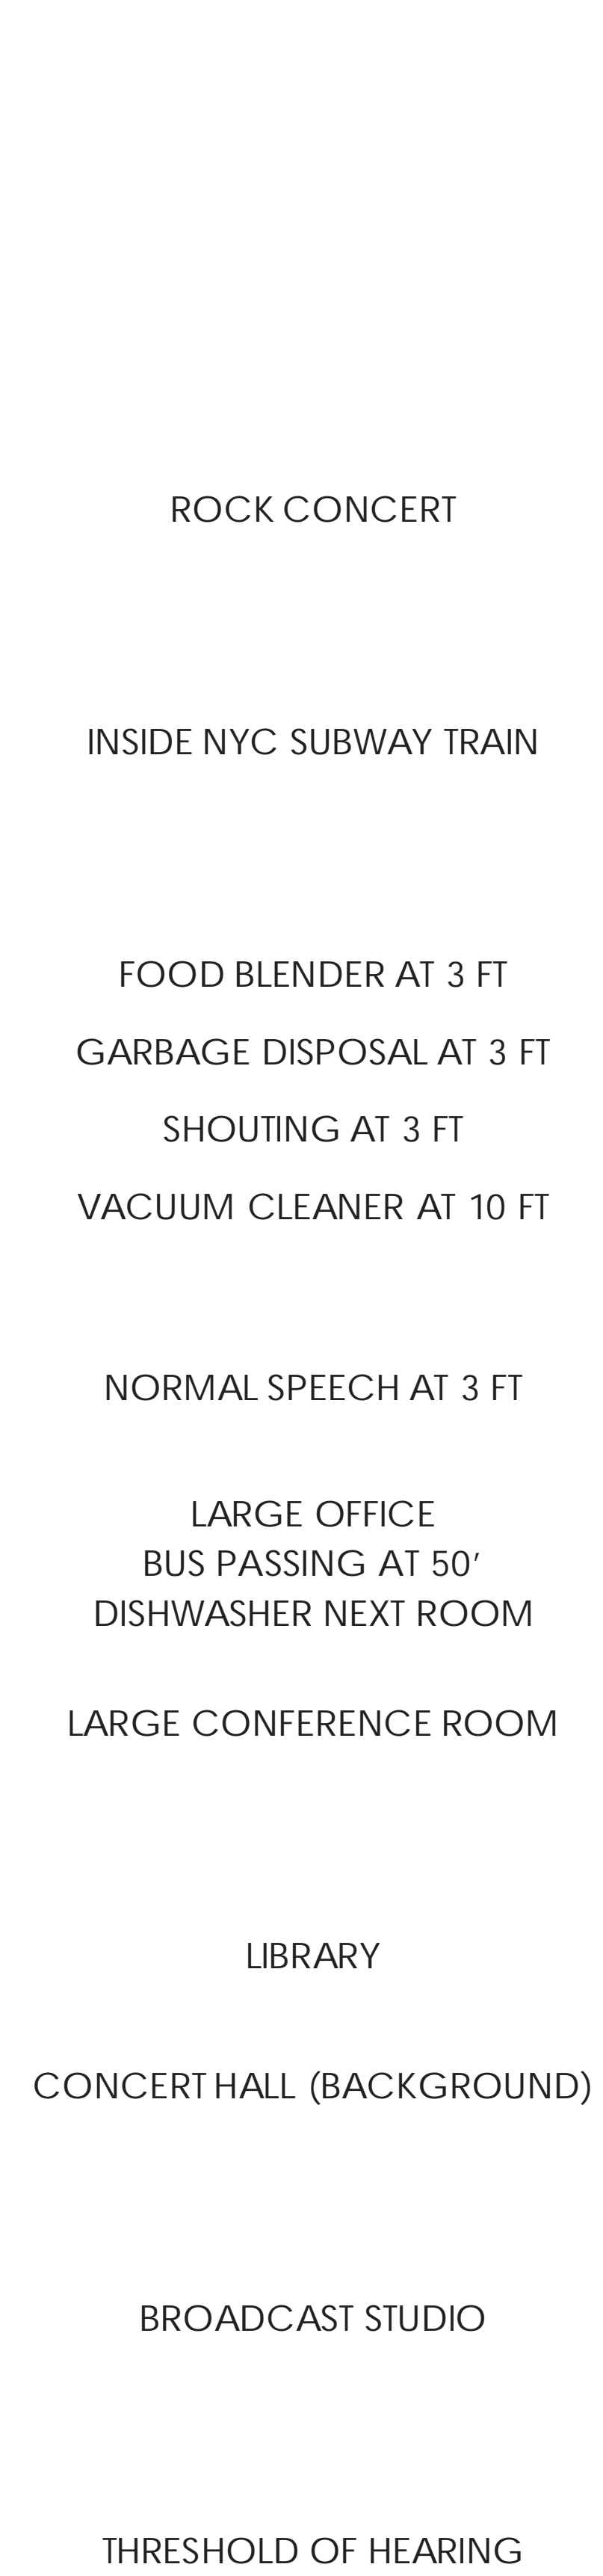 ROCK CONCERT
INSIDE NYC SUBWAY TRAIN
FOOD BLENDER AT 3 FT
GARBAGE DISPOSAL AT 3 FT
SHOUTING AT 3 FT
VACUUM CLEANER AT 10 FT
NORMAL SPEECH AT 3 FT
LARGE OFFICE
BUS PASSING AT 50’
DISHWASHER NEXT ROOM
LARGE CONFERENCE ROOM
LIBRARY
CONCERT HALL (BACKGROUND)
BROADCAST STUDIO
THRESHOLD OF HEARING